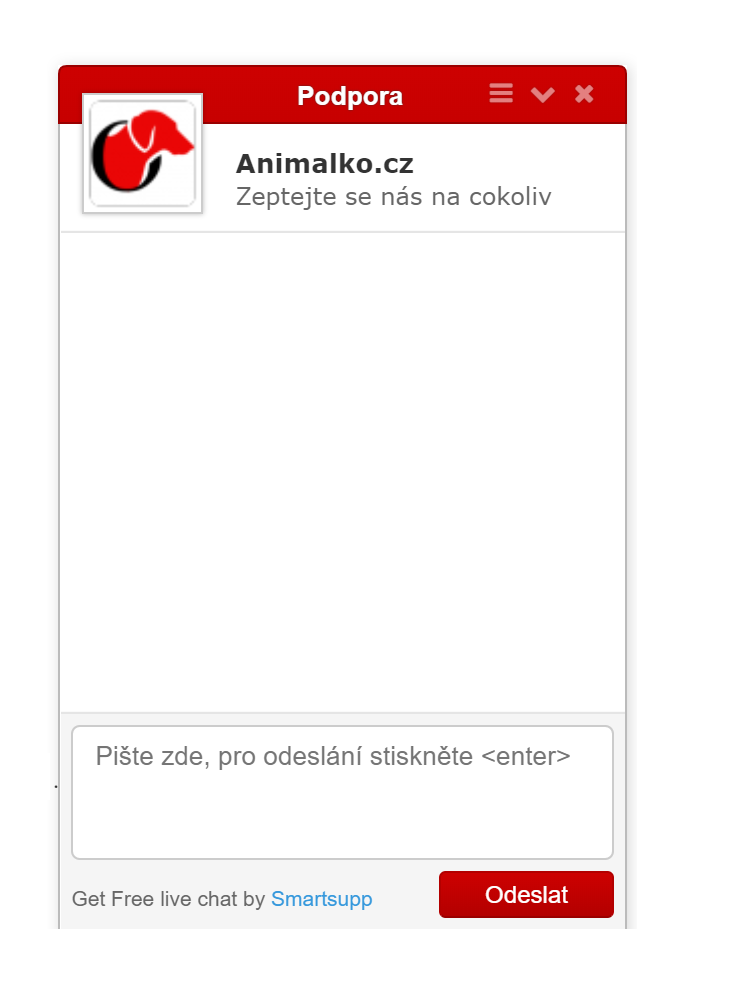 Podpora
Animalko.cz
Zeptejte se nás na cokoliv
Pište zde, pro odeslání stiskněte <enter>
Get Free live chat by Smartsupp
Odeslat